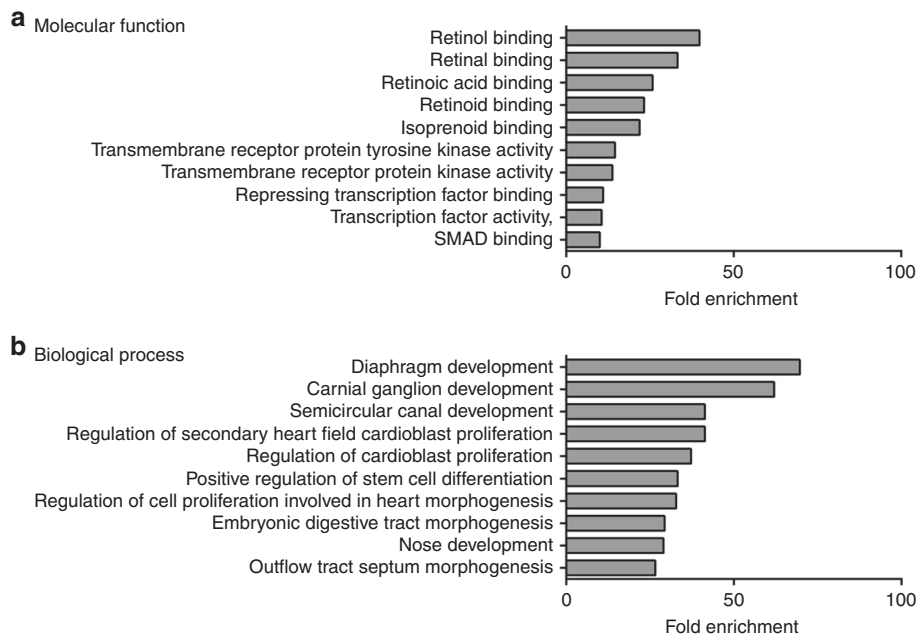 a Molecular function
Retinol binding
Retinal binding
Retinoic acid binding
Retinoid binding
Isoprenoid binding
Transmembrane receptor protein tyrosine kinase activity
Transmembrane receptor protein kinase activity
Repressing transcription factor binding
Transcription factor activity,
SMAD binding
0 50 100
Fold enrichment
b Biological process
Diaphragm development
Carnial ganglion development
Semicircular canal development
Regulation of secondary heart field cardioblast proliferation
Regulation of cardioblast proliferation
Positive regulation of stem cell differentiation
Regulation of cell proliferation involved in heart morphogenesis
Embryonic digestive tract morphogenesis
Nose development
Outflow tract septum morphogenesis
0 50 100
Fold enrichment